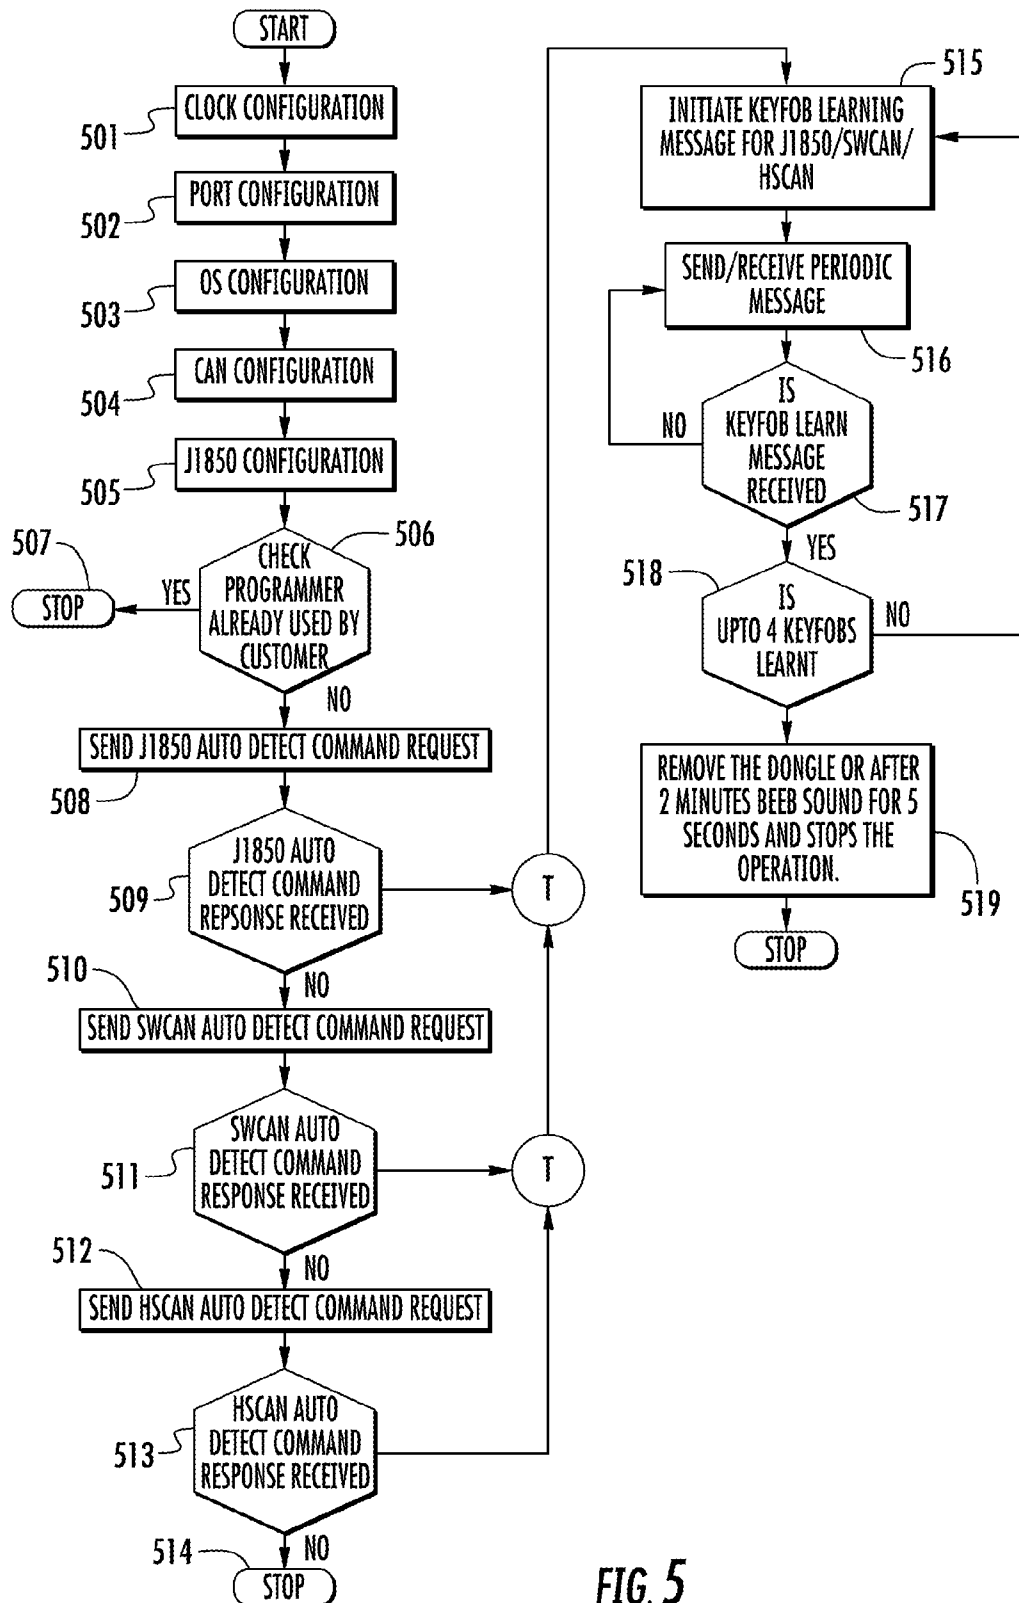 START
CLOCK CONFIGURATION
501
PORT CONFIGURATION
502
OS CONFIGURATION
503
CAN CONFIGURATION
504
J1850 CONFIGURATION
505
506
CHECK
PROGRAMMER
ALREADY USED BY
CUSTOMER
507
YES
STOP
NO
SEND J1850 AUTO DETECT COMMAND REQUEST
508
J1850 AUTO
DETECT COMMAND
REPSONSE RECEIVED
509
T
510
NO
SEND SWCAN AUTO DETECT COMMAND REQUEST
SWCAN AUTO
DETECT COMMAND
RESPONSE RECEIVED
511
T
512
NO
SEND HSCAN AUTO DETECT COMMAND REQUEST
HSCAN AUTO
DETECT COMMAND
RESPONSE RECEIVED
513
514
NO
STOP
515
INITIATE KEYFOB LEARNING
MESSAGE FOR J1850/SWCAN/
HSCAN
SEND/RECEIVE PERIODIC
MESSAGE
516
IS
KEYFOB LEARN
MESSAGE
RECEIVED
NO
517
YES
518
IS
UPTO 4 KEYFOBS
LEARNT
NO
REMOVE THE DONGLE OR AFTER
2 MINUTES BEEB SOUND FOR 5
SECONDS AND STOPS THE
OPERATION.
519
STOP
FIG. 5